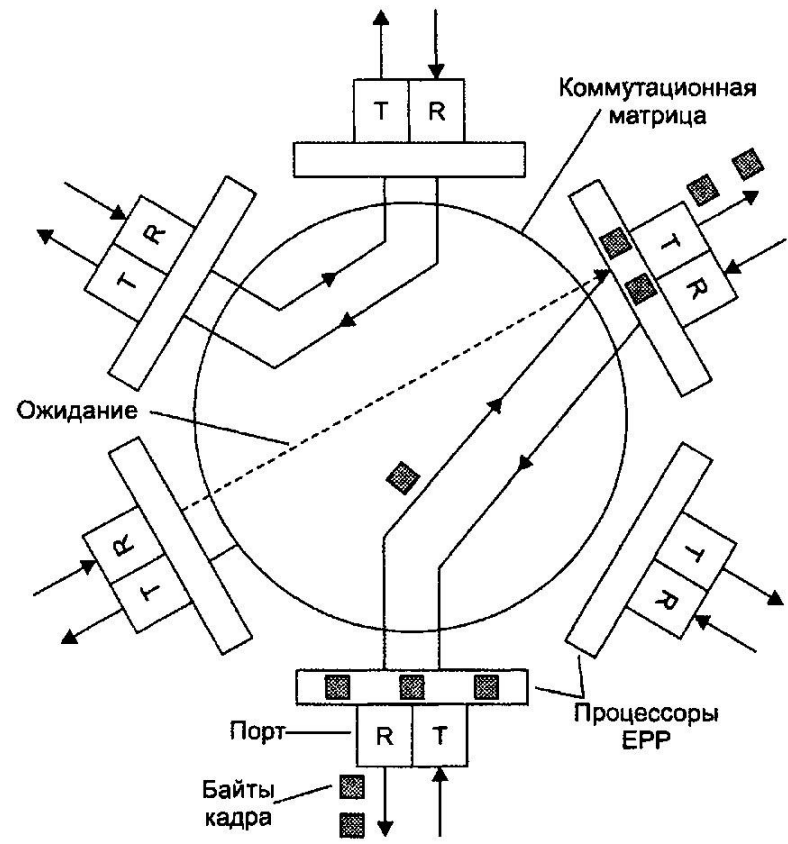 T R
Коммутационная
матрица
R
T
T
R
Ожидание
R
T
T
R
Процессоры
EPP
Порт
R T
Байты
кадра